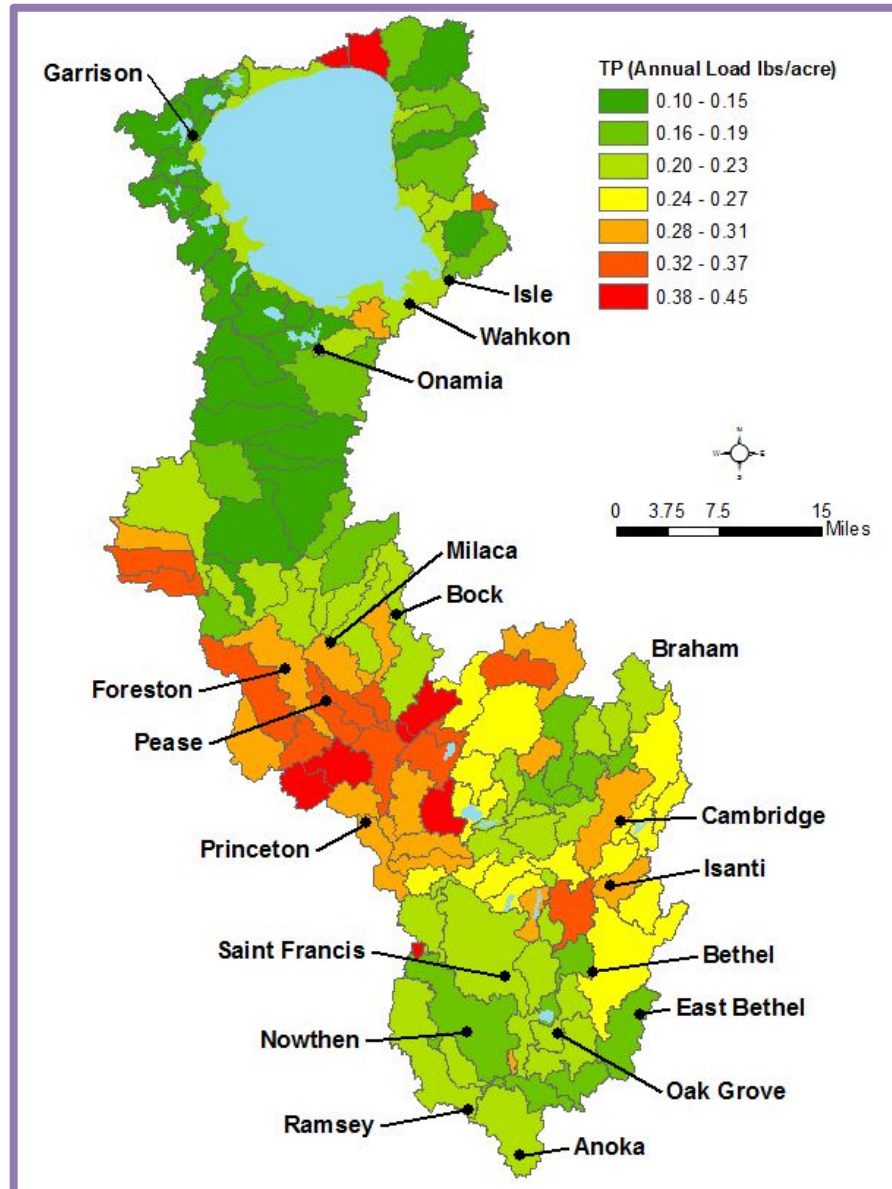 Garrison
TP (Annual Load lbs/acre)
0.10 - 0.15
0.16 - 0.19
0.20 - 0.23
0.24 - 0.27
0.28 - 0.31
0.32 - 0.37
0.38 - 0.45
Isle
Wahkon
Onamia
N
W
E
S
0 3.75 7.5 15
Miles
Milaca
Bock
Braham
Foreston
Pease
Cambridge
Princeton
Isanti
Saint Francis
Bethel
East Bethel
Nowthen
Oak Grove
Ramsey
Anoka